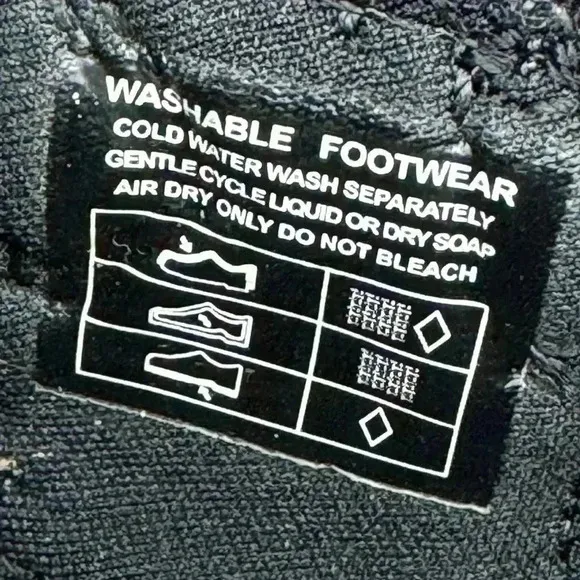 WASHABLE FOOTWEAR
COLD WATER WASH SEPARATELY
GENTLE CYCLE LIQUID OR DRY SOAP
AIR DRY ONLY DO NOT BLEACH